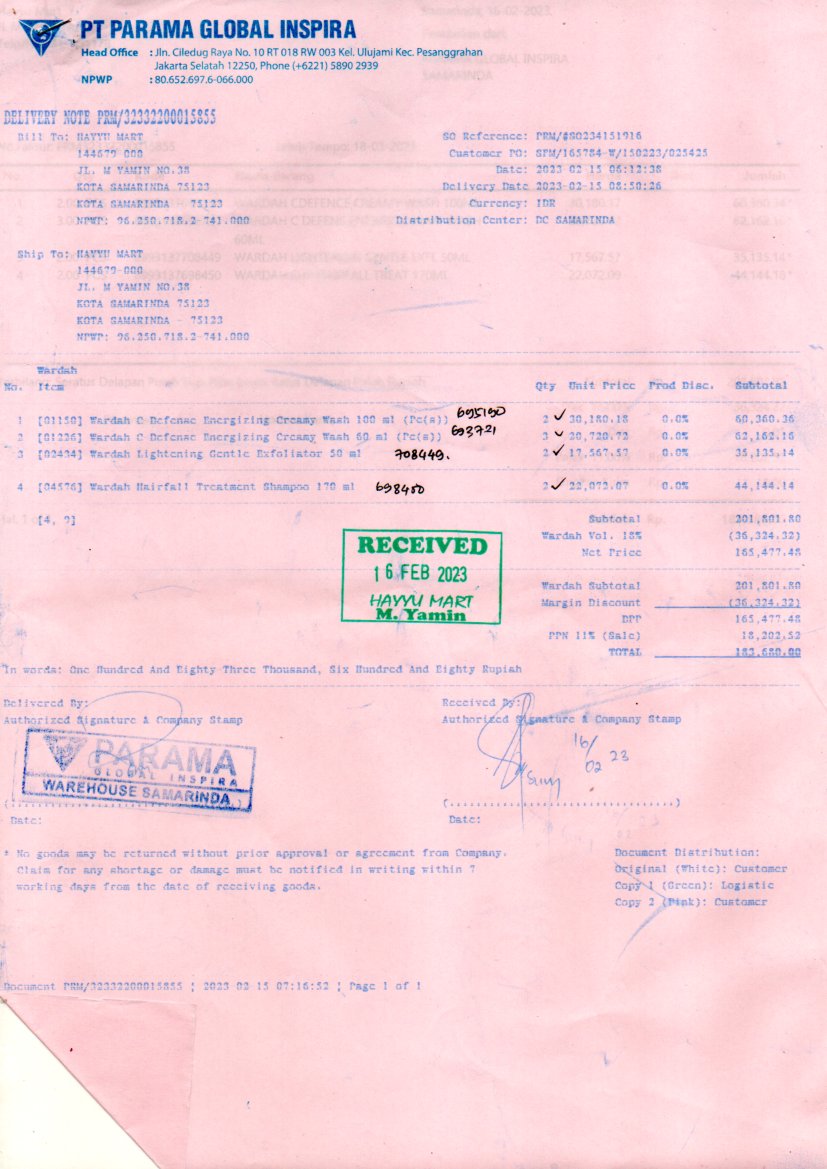 PT PARAMA GLOBAL INSPIRA
Head Office : Jln. Ciledug Raya No. 10 RT 018 RW 003 Kel. Ulujami Kec. Pesanggrahan
Jakarta Selatah 12250, Phone (+6221) 5890 2939
NPWP : 80.652.697.6-066.000
DELIVERY NOTE PRM/32332200015855
Bill To: HAYYU MART
144679-000
JL. M YAMIN NO.38
KOTA SAMARINDA 75123
KOTA SAMARINDA - 75123
NPWP: 96.250.718.2-741.000
SO Reference: PRM/#SO234151916
Customer PO: SPM/165784-W/150223/025425
Date: 2023-02-15 06:12:38
Delivery Date 2023-02-15 08:50:26
Currency: IDR
Distribution Center: DC SAMARINDA
Ship To: HAYYU MART
144679-000
JL. M YAMIN NO.38
KOTA SAMARINDA 75123
KOTA SAMARINDA - 75123
NPWP: 96.250.718.2-741.000
Wardah
No. Item Qty Unit Price Prod Disc. Subtotal
1 [01150] Wardah C Defense Energizing Creamy Wash 100 ml (Pc(s)) 695190 2 ✓ 30,180.18 0.0% 60,360.36
2 [01226] Wardah C Defense Energizing Creamy Wash 60 ml (Pc(s)) 693721 3 ✓ 20,720.72 0.0% 62,162.16
3 [02434] Wardah Lightening Gentle Exfoliator 50 ml 708449. 2 ✓ 17,567.57 0.0% 35,135.14
4 [04576] Wardah Hairfall Treatment Shampoo 170 ml 698450 2 ✓ 22,072.07 0.0% 44,144.14
[4, 9]
Subtotal 201,801.80
Wardah Vol. 18% (36,324.32)
Net Price 165,477.48
RECEIVED
16 FEB 2023
HAYYU MART
M. Yamin
Wardah Subtotal 201,801.80
Margin Discount (36,324.32)
DPP 165,477.48
PPN 11% (Sale) 18,202.52
TOTAL 183,680.00
In words: One Hundred And Eighty Three Thousand, Six Hundred And Eighty Rupiah
Delivered By:
Authorized Signature & Company Stamp
PARAMA
GLOBAL INSPIRA
WAREHOUSE SAMARINDA
Date:
Received By:
Authorized Signature & Company Stamp
16/
02 23
(................................)
Date:
* No goods may be returned without prior approval or agreement from Company.
Claim for any shortage or damage must be notified in writing within 7
working days from the date of receiving goods.
Document Distribution:
Original (White): Customer
Copy 1 (Green): Logistic
Copy 2 (Pink): Customer
Document PRM/32332200015855 | 2023-02-15 07:16:52 | Page 1 of 1